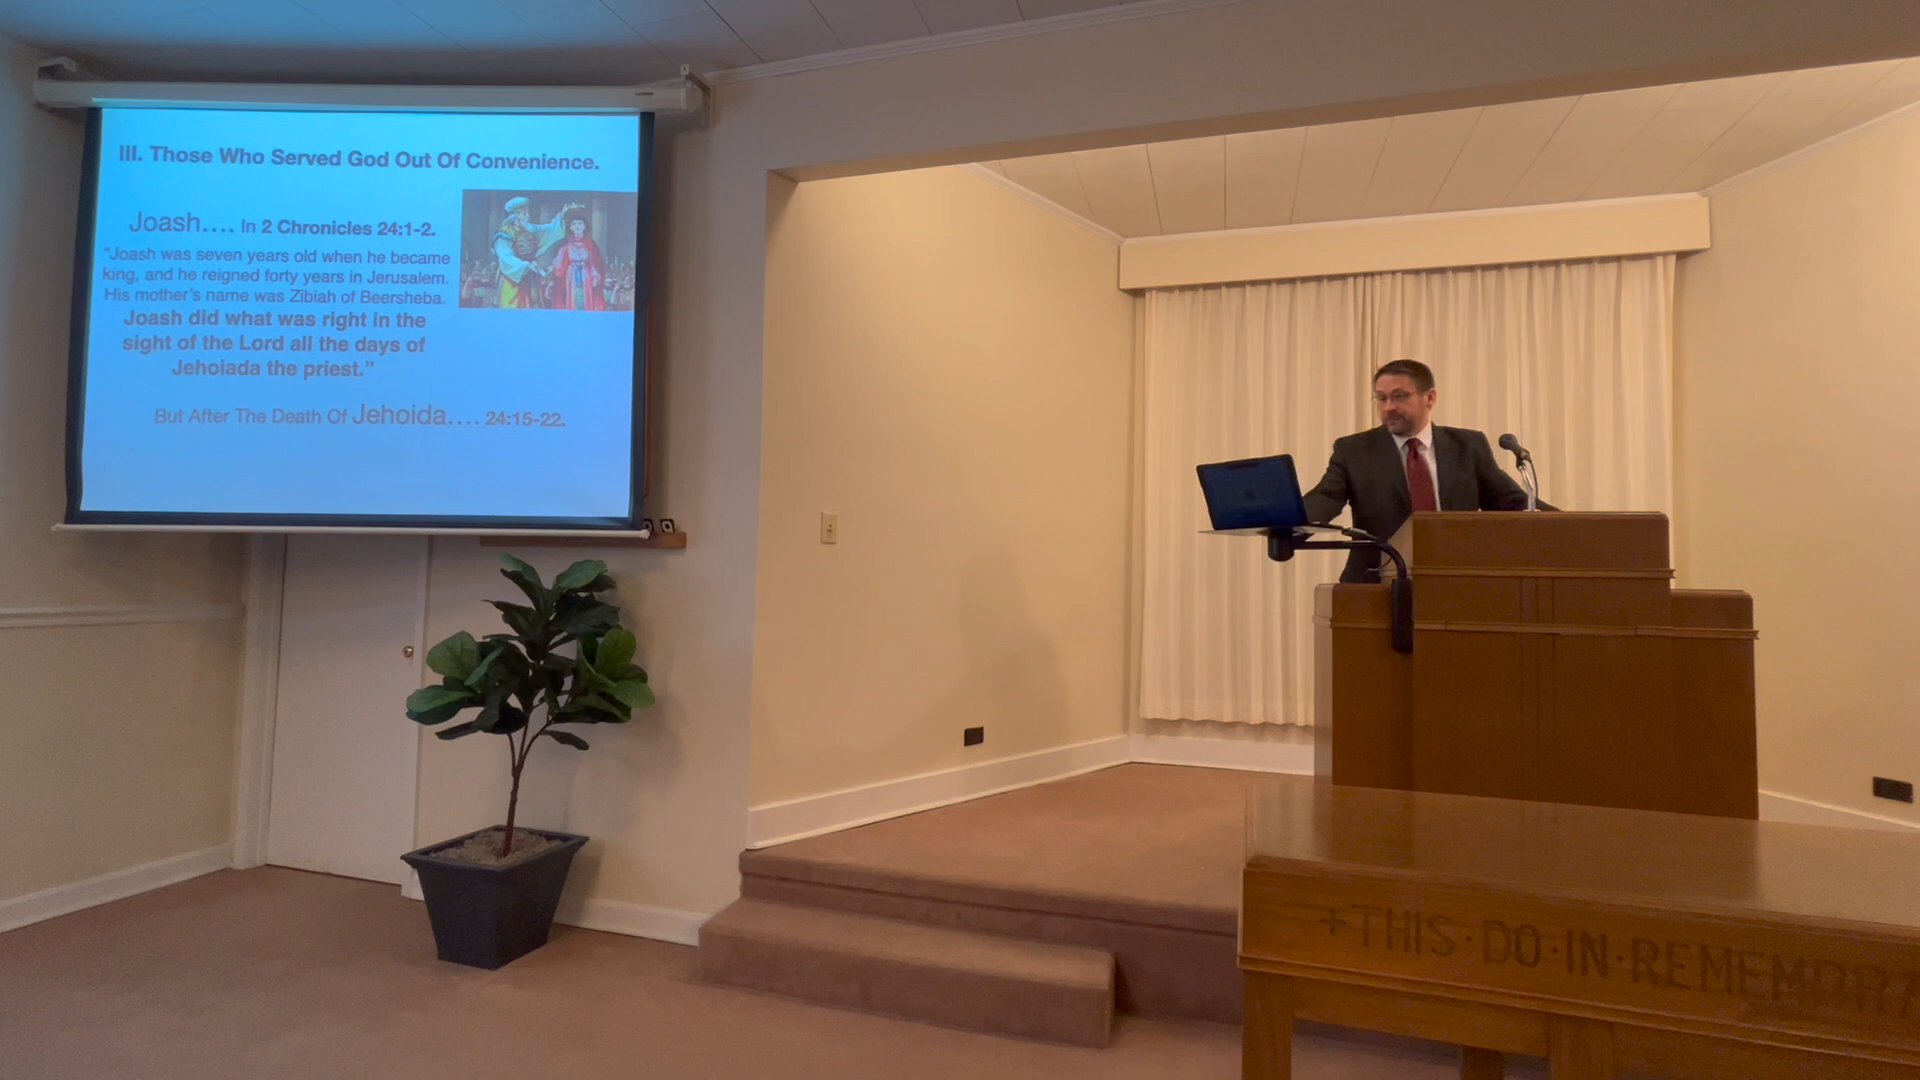 III. Those Who Served God Out Of Convenience.
Joash.... In 2 Chronicles 24:1-2.
“Joash was seven years old when he became
king, and he reigned forty years in Jerusalem.
His mother’s name was Zibiah of Beersheba.
Joash did what was right in the
sight of the Lord all the days of
Jehoiada the priest.”
But After The Death Of Jehoida.... 24:15-22.
+THIS·DO·IN·REMEMBRA